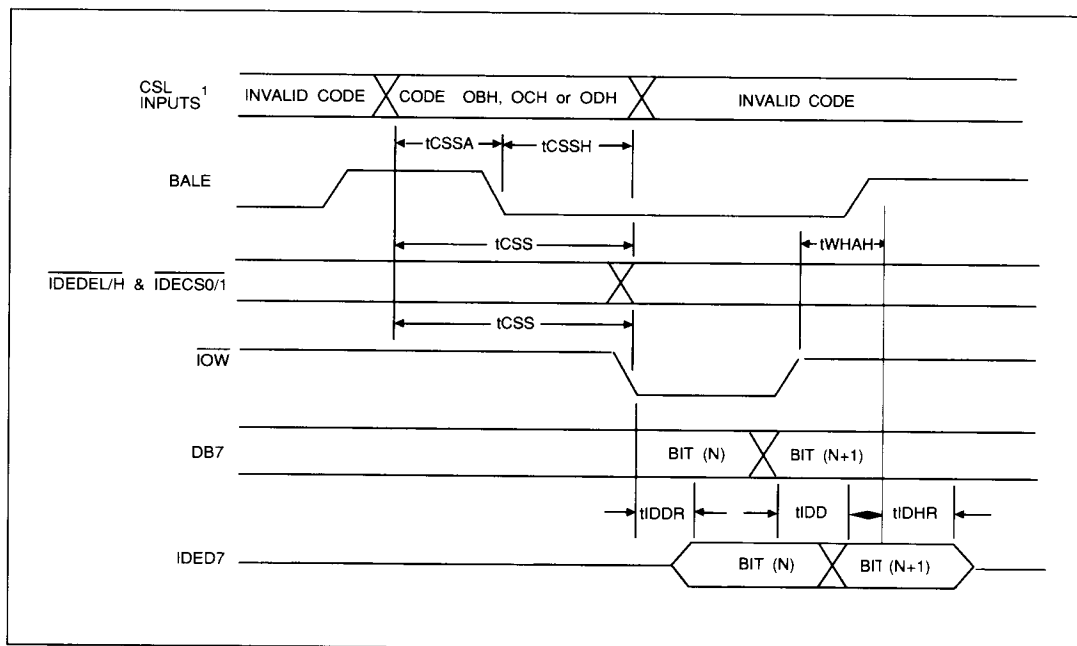 CSL
INPUTS¹
INVALID CODE
CODE OBH, OCH or ODH
INVALID CODE
tCSSA
tCSSH
BALE
tCSS
tWHAH
IDEDEL/H & IDECS0/1
tCSS
IOW
DB7
BIT (N)
BIT (N+1)
tIDDR
tIDD
tIDHR
IDED7
BIT (N)
BIT (N+1)